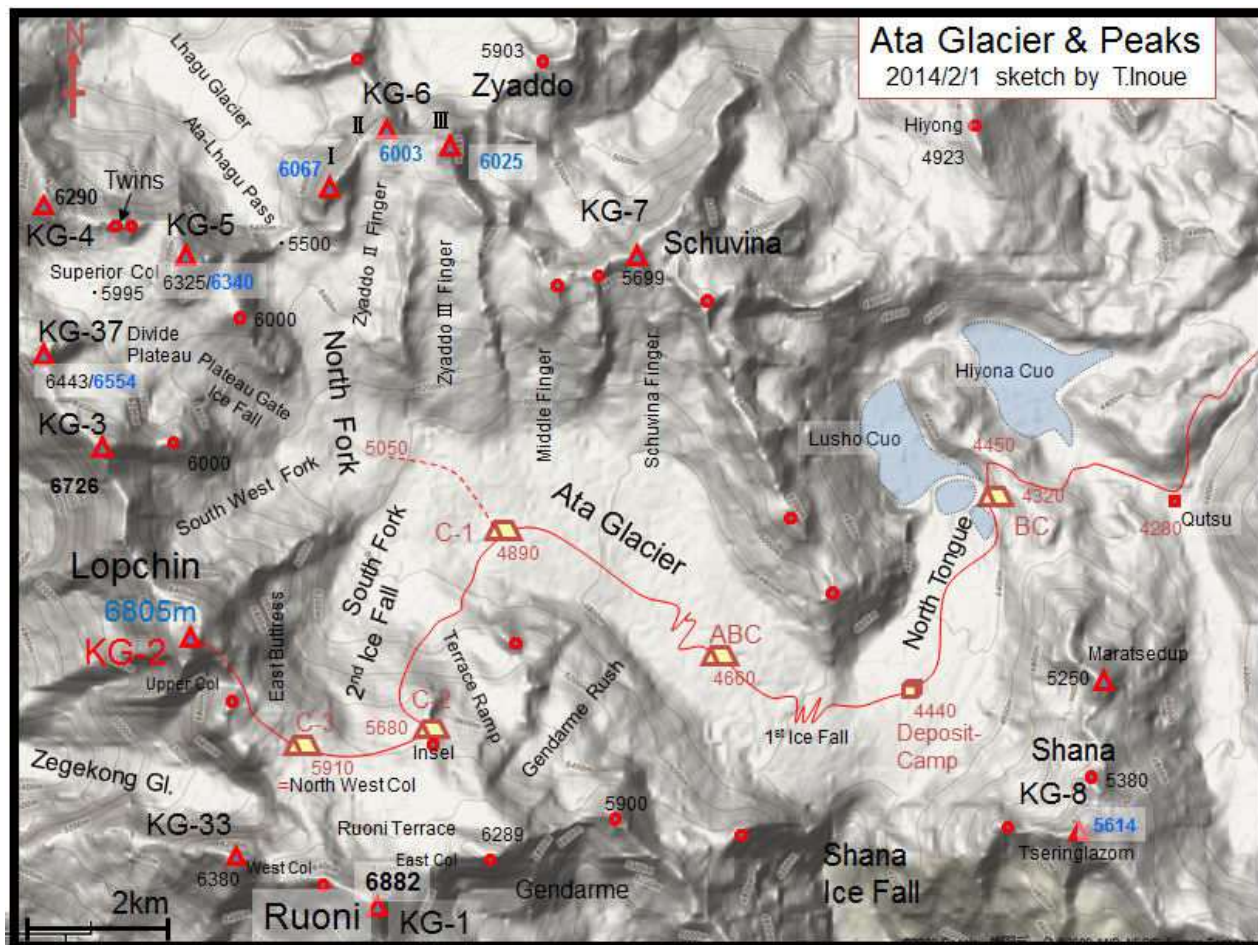 Ata Glacier & Peaks
2014/2/1 sketch by T.Inoue
N
Lhagu Glacier
Ata-Lhagu Pass
5903
Zyaddo
KG-6
I
II
III
6067
6003
6025
Hiyong
4923
6290
Twins
KG-4
KG-5
5500
Superior Col
5995
6325/6340
6000
Zyaddo II Finger
Zyaddo III Finger
KG-7
Schuvina
5699
KG-37
Divide
Plateau
6443/6554
Plateau Gate
Ice Fall
North Fork
Middle Finger
Schuvina Finger
Hiyona Cuo
Lusho Cuo
KG-3
6726
6000
South West Fork
5050
4450
4320
BC
4280
Qutsu
Ata Glacier
C-1
4890
North Tongue
Lopchin
6805m
KG-2
Upper Col
East Buttress
South Fork
2nd Ice Fall
Terrace Ramp
Gendarme Rush
ABC
4660
1st Ice Fall
4440
Deposit-
Camp
Maratsedup
5250
C-3
5910
=North West Col
C-2
5680
Insel
Zegekong Gl.
KG-33
6380
West Col
Ruoni Terrace
East Col
6289
5900
Gendarme
6882
Ruoni
KG-1
Shana
Ice Fall
Shana
5380
KG-8
5614
Tseringlazom
2km